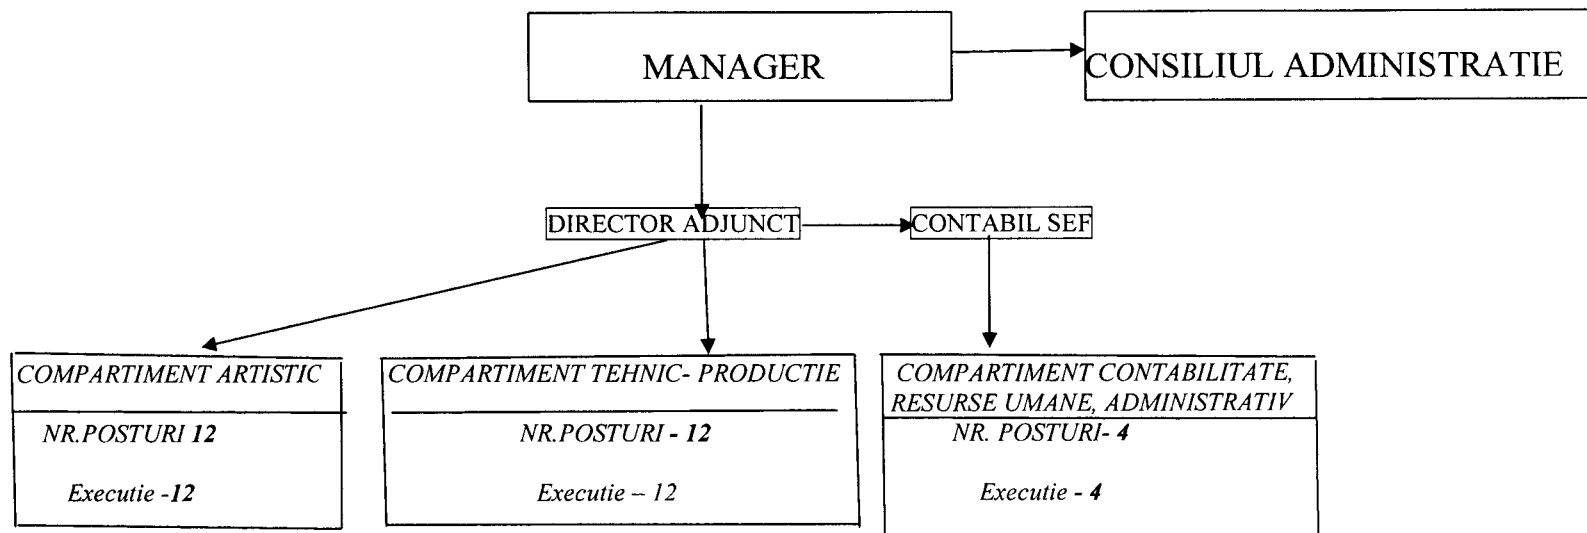 MANAGER
CONSILIUL ADMINISTRATIE
DIRECTOR ADJUNCT
CONTABIL SEF
COMPARTIMENT ARTISTIC
NR.POSTURI 12
Executie -12
COMPARTIMENT TEHNIC- PRODUCTIE
NR.POSTURI - 12
Executie – 12
COMPARTIMENT CONTABILITATE,
RESURSE UMANE, ADMINISTRATIV
NR. POSTURI- 4
Executie - 4